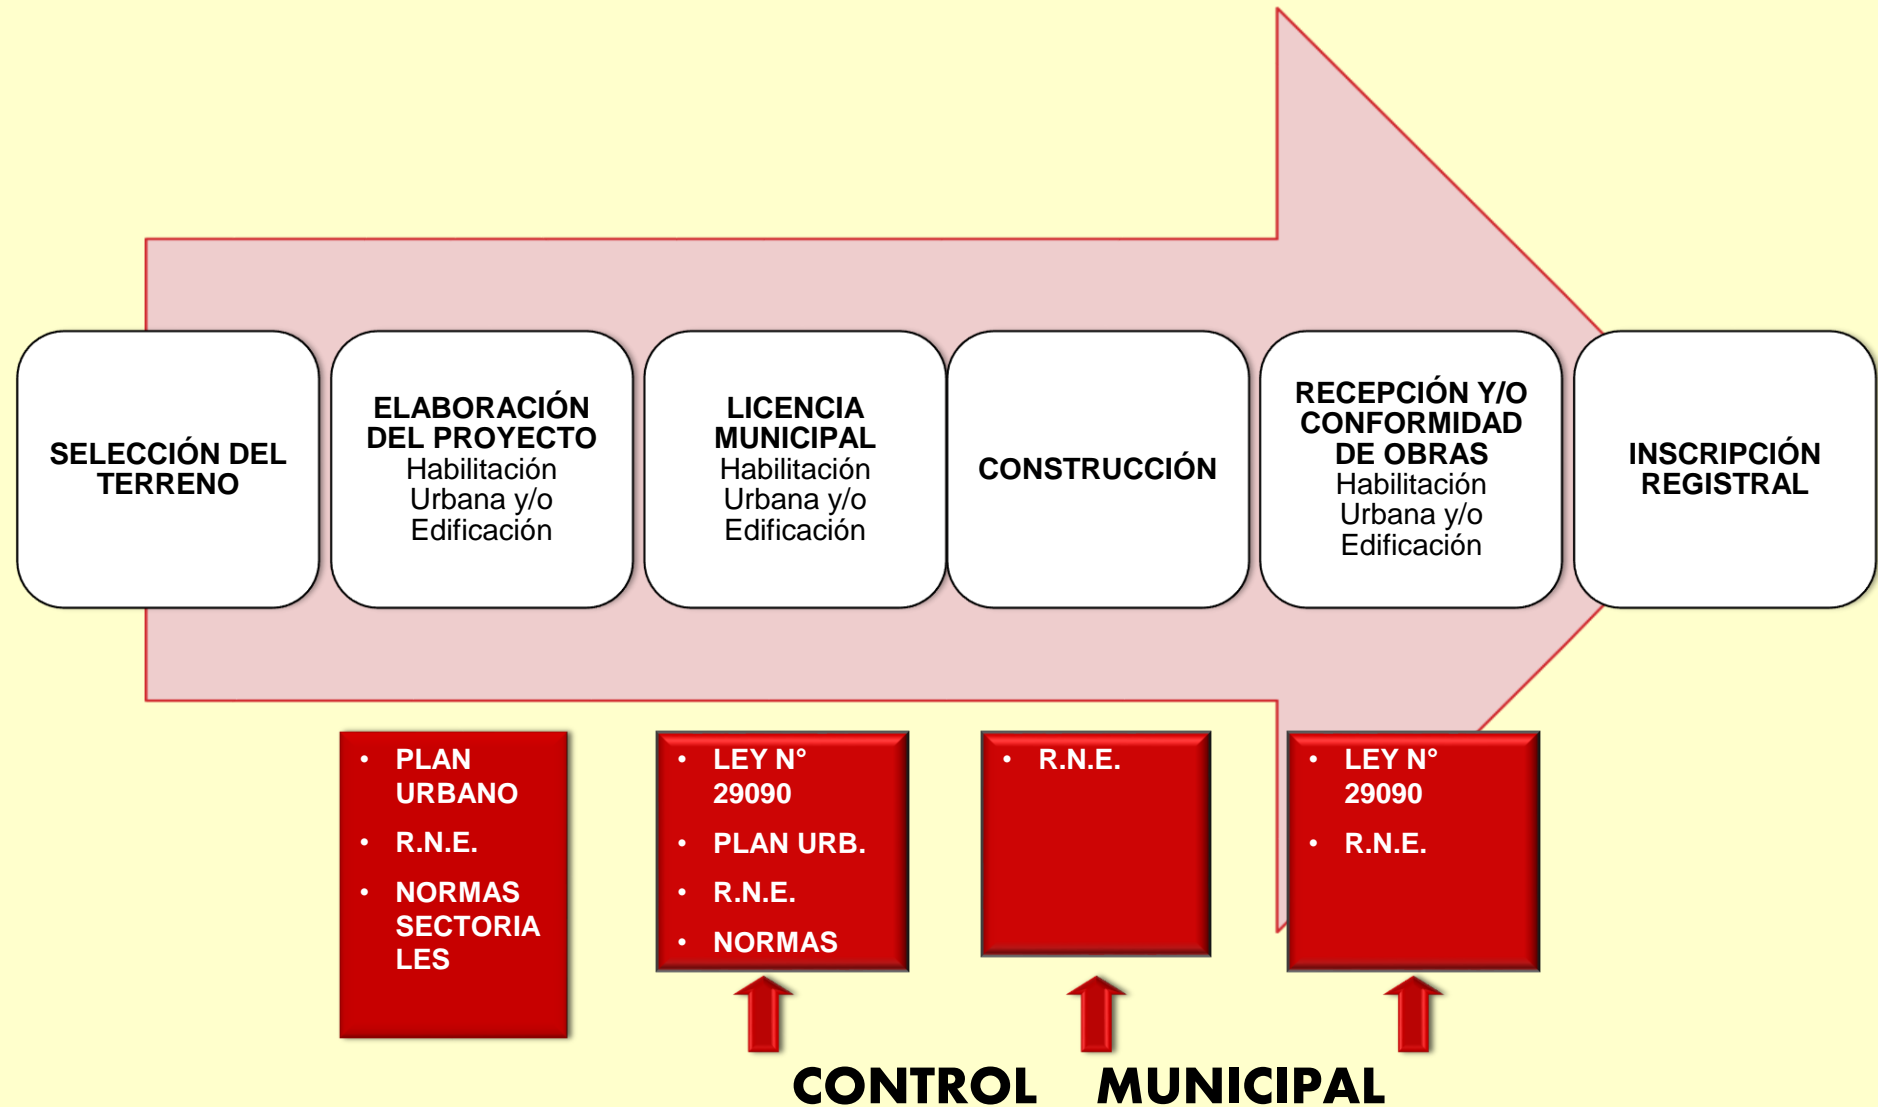 SELECCIÓN DEL
TERRENO
ELABORACIÓN
DEL PROYECTO
Habilitación
Urbana y/o
Edificación
LICENCIA
MUNICIPAL
Habilitación
Urbana y/o
Edificación
CONSTRUCCIÓN
RECEPCIÓN Y/O
CONFORMIDAD
DE OBRAS
Habilitación
Urbana y/o
Edificación
INSCRIPCIÓN
REGISTRAL
• PLAN
URBANO
• R.N.E.
• NORMAS
SECTORIA
LES
• LEY N°
29090
• PLAN URB.
• R.N.E.
• NORMAS
• R.N.E.
• LEY N°
29090
• R.N.E.
CONTROL MUNICIPAL